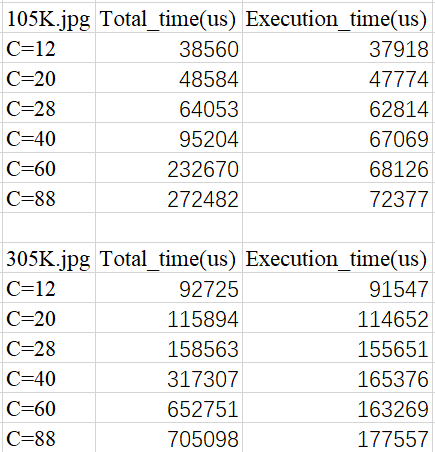 105K.jpg Total_time(us) Execution_time(us)
C=12 38560 37918
C=20 48584 47774
C=28 64053 62814
C=40 95204 67069
C=60 232670 68126
C=88 272482 72377
305K.jpg Total_time(us) Execution_time(us)
C=12 92725 91547
C=20 115894 114652
C=28 158563 155651
C=40 317307 165376
C=60 652751 163269
C=88 705098 177557